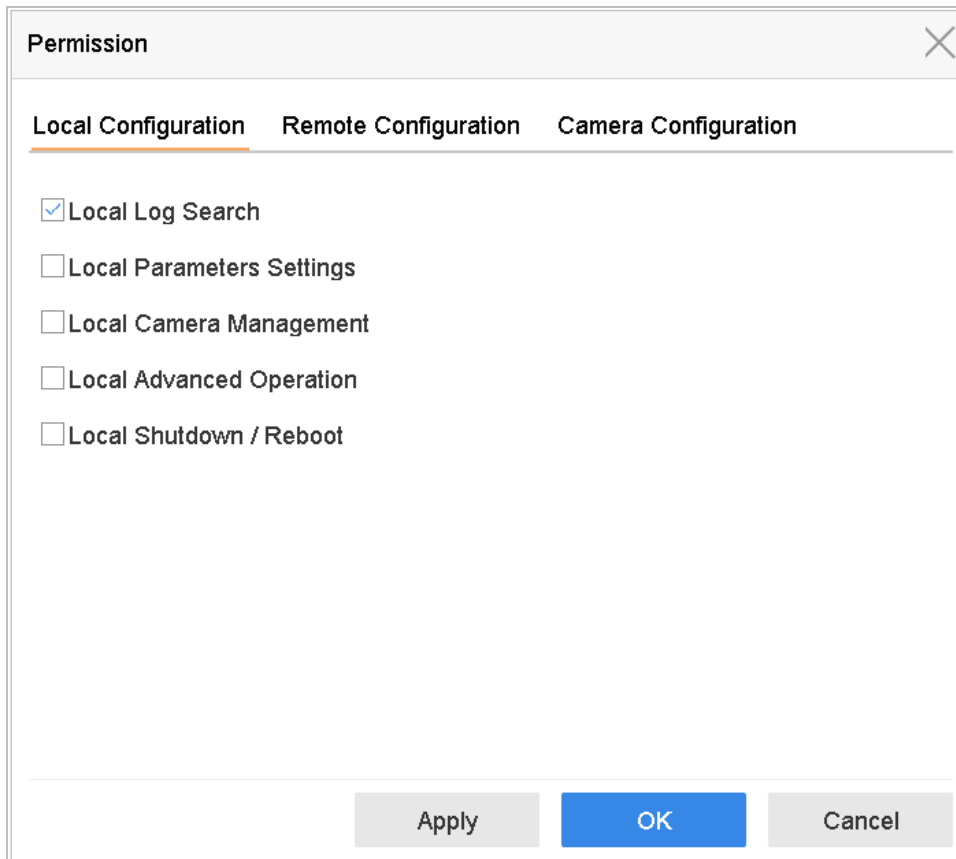 Permission
Local Configuration Remote Configuration Camera Configuration
Local Log Search
Local Parameters Settings
Local Camera Management
Local Advanced Operation
Local Shutdown / Reboot
Apply OK Cancel